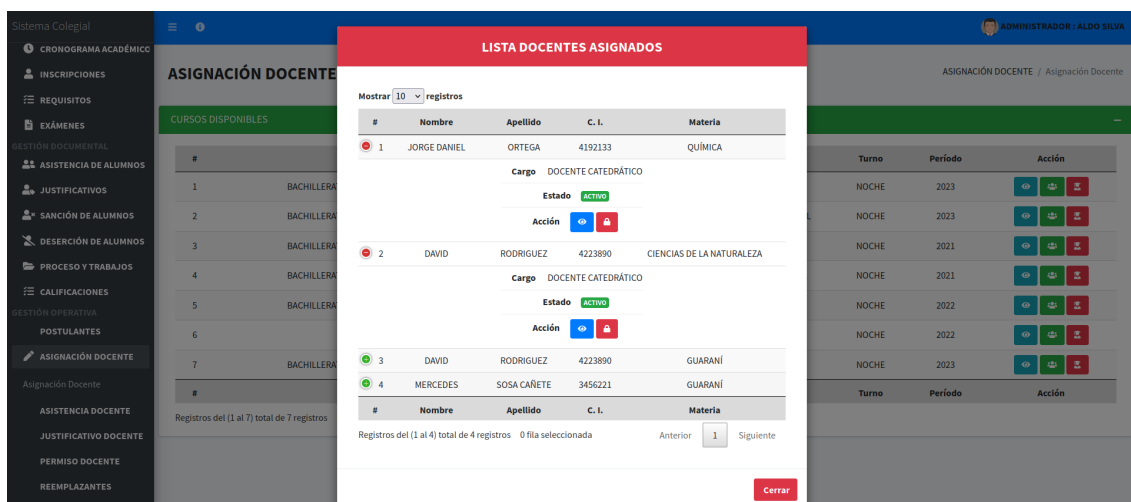 Sistema Colegial
CRONOGRAMA ACADÉMICO
INSCRIPCIONES
REQUISITOS
EXÁMENES
GESTIÓN DOCUMENTAL
ASISTENCIA DE ALUMNOS
JUSTIFICATIVOS
SANCIÓN DE ALUMNOS
DESERCIÓN DE ALUMNOS
PROCESO Y TRABAJOS
CALIFICACIONES
GESTIÓN OPERATIVA
POSTULANTES
ASIGNACIÓN DOCENTE
Asignación Docente
ASISTENCIA DOCENTE
JUSTIFICATIVO DOCENTE
PERMISO DOCENTE
REEMPLAZANTES
ADMINISTRADOR : ALDO SILVA
ASIGNACIÓN DOCENTE
ASIGNACIÓN DOCENTE / Asignación Docente
CURSOS DISPONIBLES
# Turno Período Acción
1 BACHILLERA NOCHE 2023
2 BACHILLERA L NOCHE 2023
3 BACHILLERA NOCHE 2021
4 BACHILLERA NOCHE 2021
5 BACHILLERA NOCHE 2022
6 NOCHE 2022
7 BACHILLERA NOCHE 2023
# Turno Período Acción
Registros del (1 al 7) total de 7 registros
LISTA DOCENTES ASIGNADOS
Mostrar 10 registros
# Nombre Apellido C. I. Materia
1 JORGE DANIEL ORTEGA 4192133 QUÍMICA
Cargo DOCENTE CATEDRÁTICO
Estado ACTIVO
Acción
2 DAVID RODRIGUEZ 4223890 CIENCIAS DE LA NATURALEZA
Cargo DOCENTE CATEDRÁTICO
Estado ACTIVO
Acción
3 DAVID RODRIGUEZ 4223890 GUARANÍ
4 MERCEDES SOSA CAÑETE 3456221 GUARANÍ
# Nombre Apellido C. I. Materia
Registros del (1 al 4) total de 4 registros 0 fila seleccionada
Anterior 1 Siguiente
Cerrar